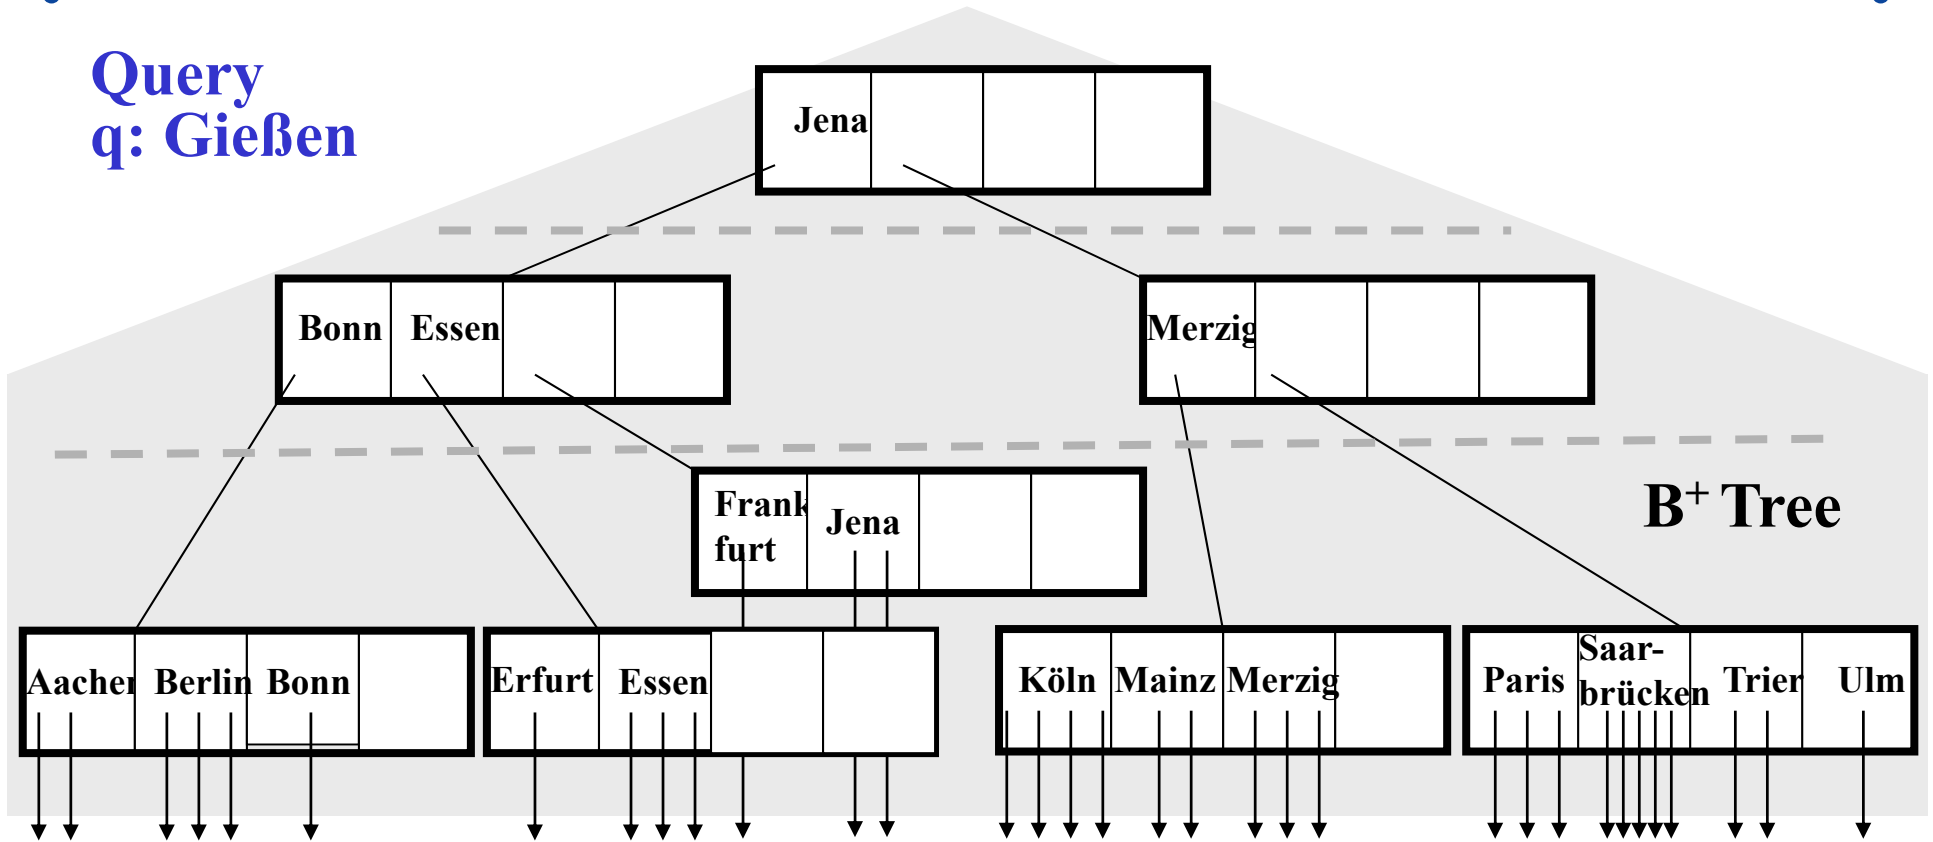 Query
q: Gießen
Jena
Bonn Essen
Merzig
Frank
furt
Jena
B+ Tree
Aachen Berlin Bonn
Erfurt Essen
Köln Mainz Merzig
Paris
Saar-
brücken
Trier Ulm